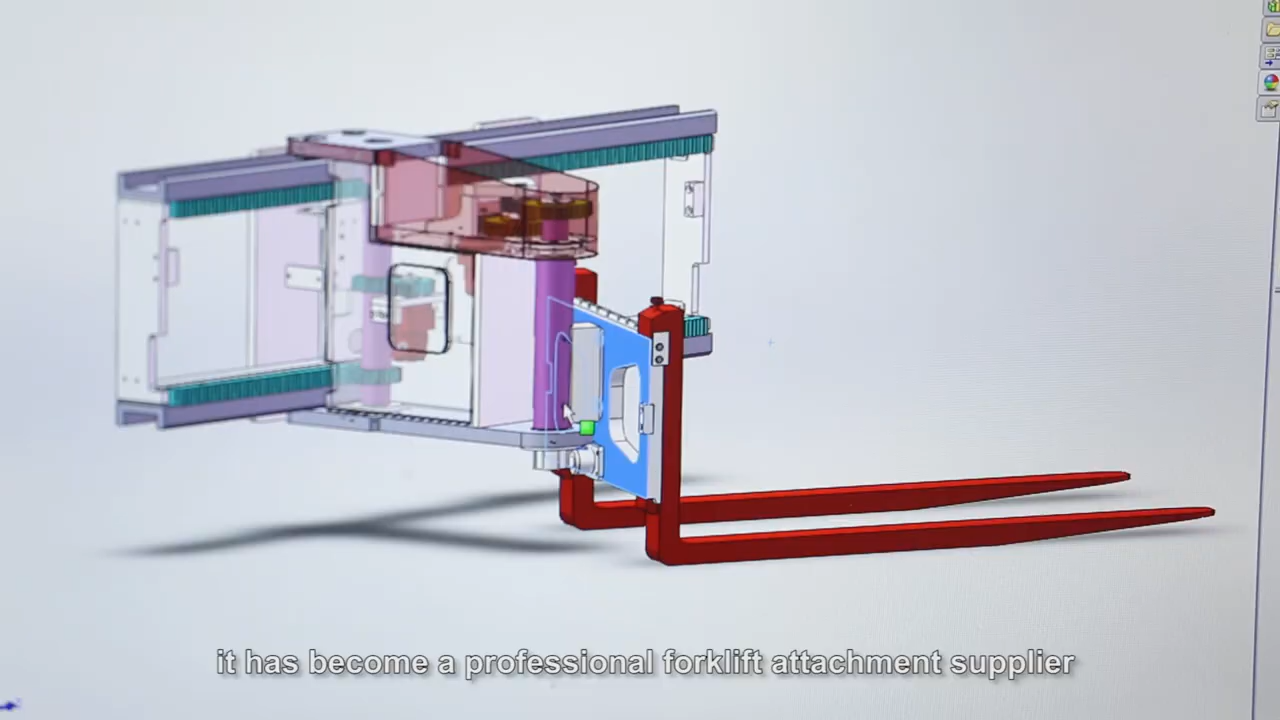 it has become a professional forklift attachment supplier